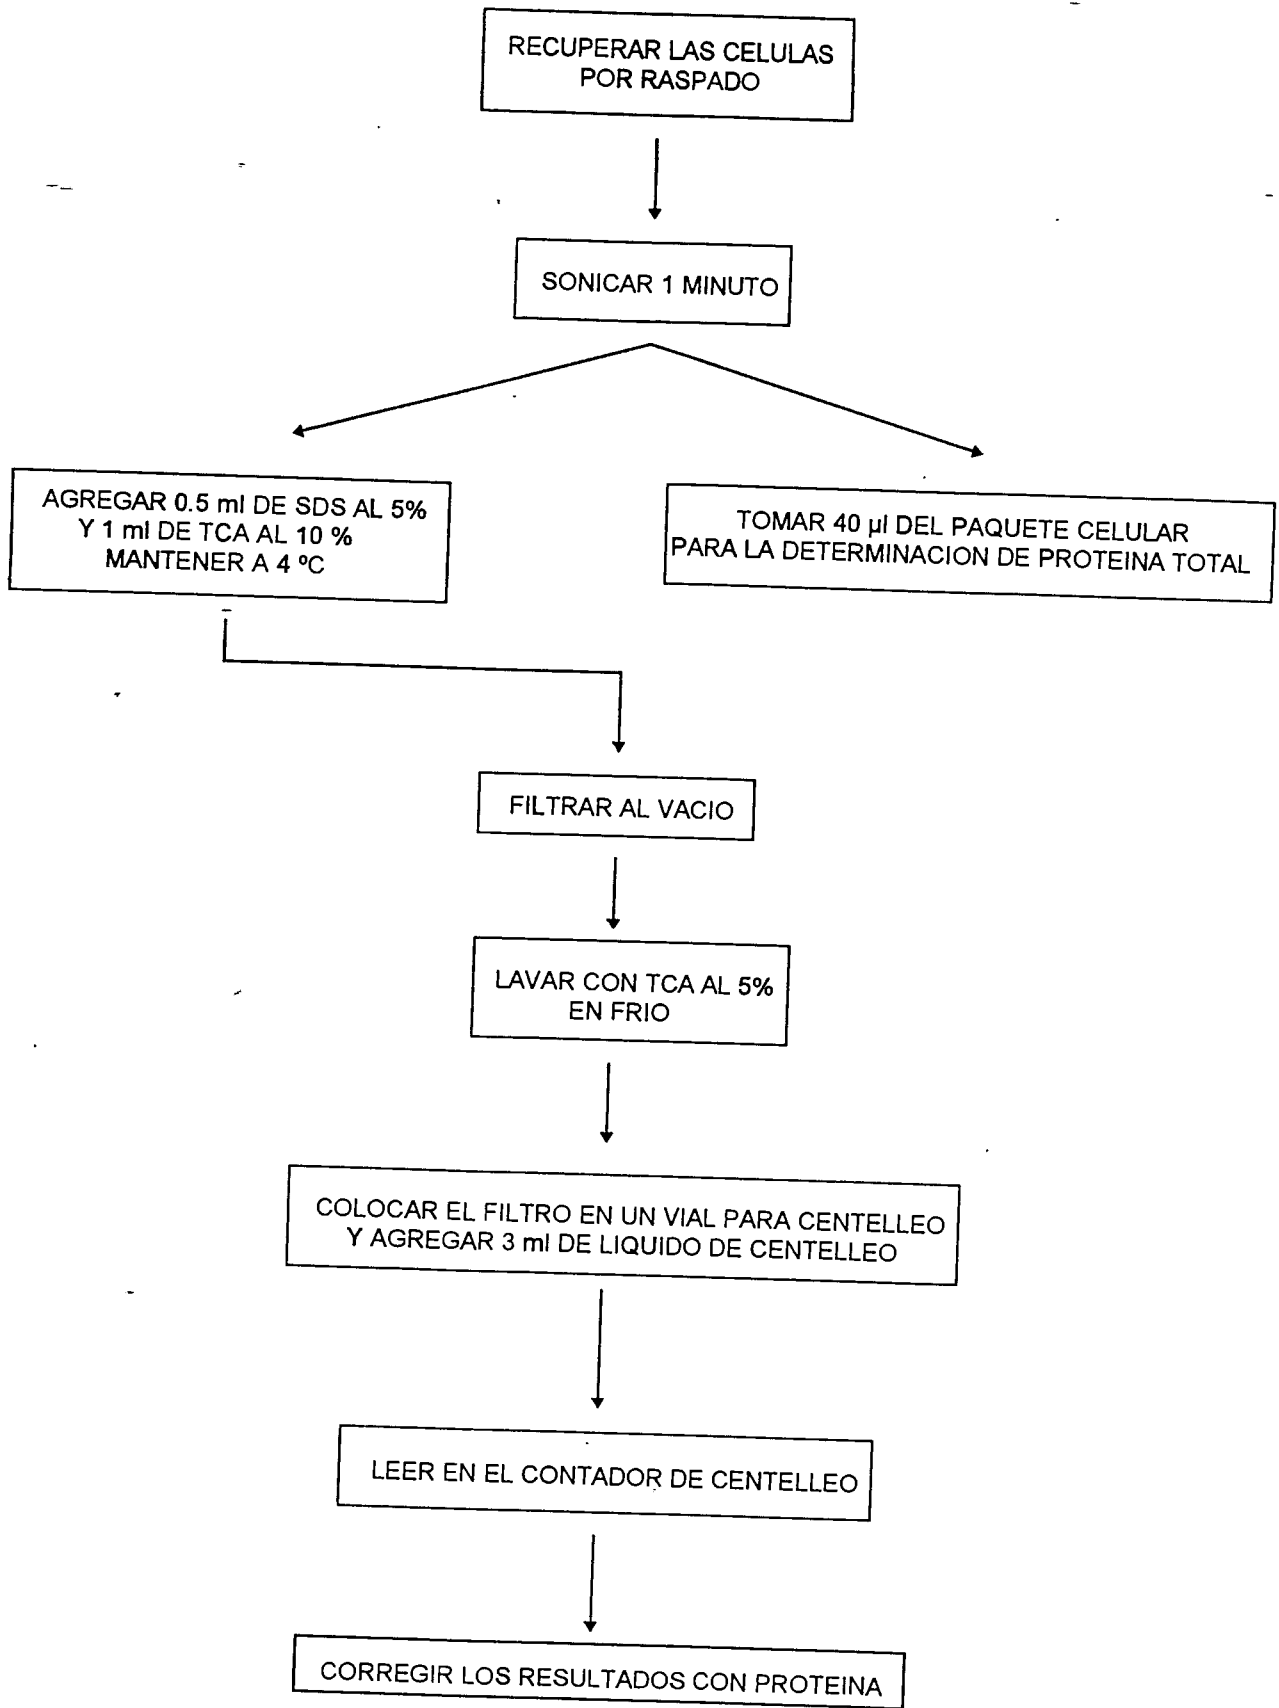 RECUPERAR LAS CELULAS
POR RASPADO
SONICAR 1 MINUTO
AGREGAR 0.5 ml DE SDS AL 5%
Y 1 ml DE TCA AL 10 %
MANTENER A 4 ºC
TOMAR 40 µl DEL PAQUETE CELULAR
PARA LA DETERMINACION DE PROTEINA TOTAL
FILTRAR AL VACIO
LAVAR CON TCA AL 5%
EN FRIO
COLOCAR EL FILTRO EN UN VIAL PARA CENTELLEO
Y AGREGAR 3 ml DE LIQUIDO DE CENTELLEO
LEER EN EL CONTADOR DE CENTELLEO
CORREGIR LOS RESULTADOS CON PROTEINA